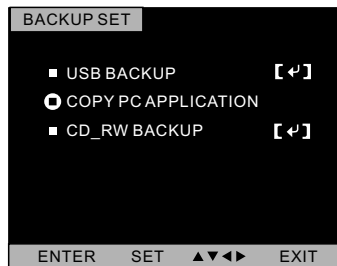 BACKUP SET
USB BACKUP [↵]
COPY PC APPLICATION
CD_RW BACKUP [↵]
ENTER SET ▲▼◄► EXIT